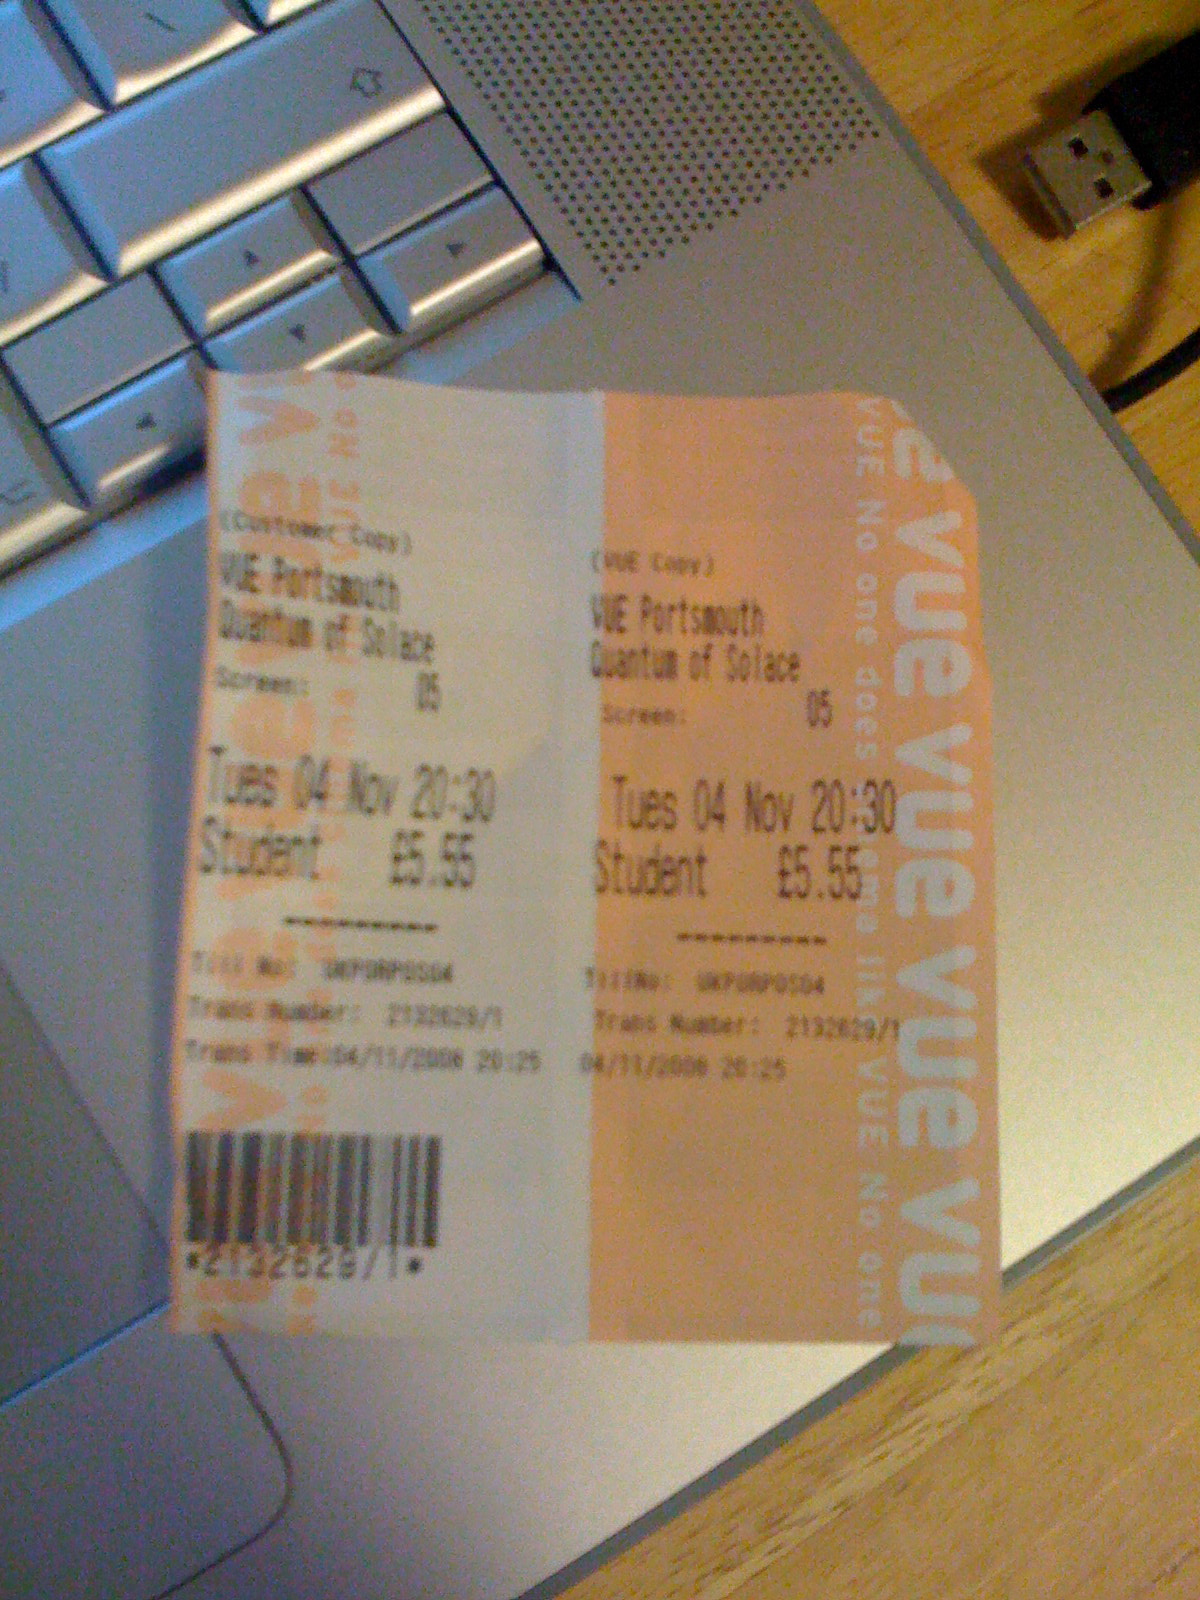 (Customer Copy)
VUE Portsmouth
Quantum of Solace
Screen: 05
Tues 04 Nov 20:30
Student £5.55
---------
Till No: UKPORPOS04
Trans Number: 2132629/1
Trans Time:04/11/2008 20:25
*2132629/1*
(VUE Copy)
VUE Portsmouth
Quantum of Solace
Screen: 05
Tues 04 Nov 20:30
Student £5.55
---------
TillNo: UKPORPOS04
Trans Number: 2132629/1
04/11/2008 20:25
VUE No one does VUE No one
vue vue vue vue vue